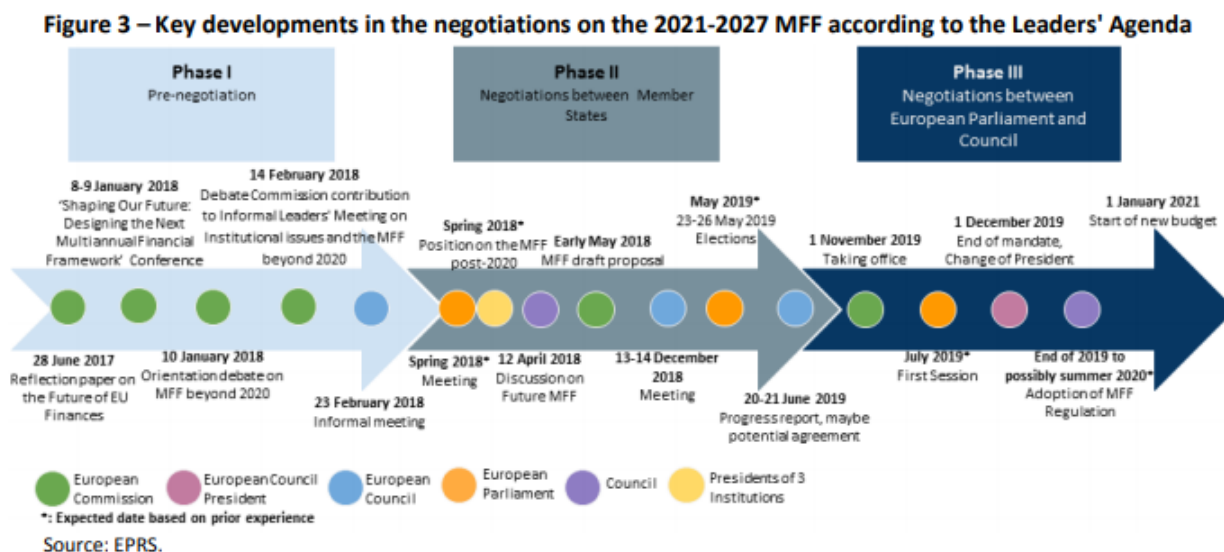 Figure 3 – Key developments in the negotiations on the 2021-2027 MFF according to the Leaders' Agenda
Phase I
Pre-negotiation
Phase II
Negotiations between Member
States
Phase III
Negotiations between
European Parliament and
Council
8-9 January 2018
'Shaping Our Future:
Designing the Next
Multiannual Financial
Framework' Conference
14 February 2018
Debate Commission contribution
to Informal Leaders' Meeting on
Institutional issues and the MFF
beyond 2020
Spring 2018*
Position on the MFF
post-2020
Early May 2018
MFF draft proposal
May 2019*
23-26 May 2019
Elections
1 November 2019
Taking office
1 December 2019
End of mandate,
Change of President
1 January 2021
Start of new budget
28 June 2017
Reflection paper on
the Future of EU
Finances
10 January 2018
Orientation debate on
MFF beyond 2020
23 February 2018
Informal meeting
Spring 2018*
Meeting
12 April 2018
Discussion on
Future MFF
13-14 December
2018
Meeting
20-21 June 2019
Progress report, maybe
potential agreement
July 2019*
First Session
End of 2019 to
possibly summer 2020*
Adoption of MFF
Regulation
European
Commission
European Council
President
European
Council
European
Parliament
Council
Presidents of 3
Institutions
*: Expected date based on prior experience
Source: EPRS.